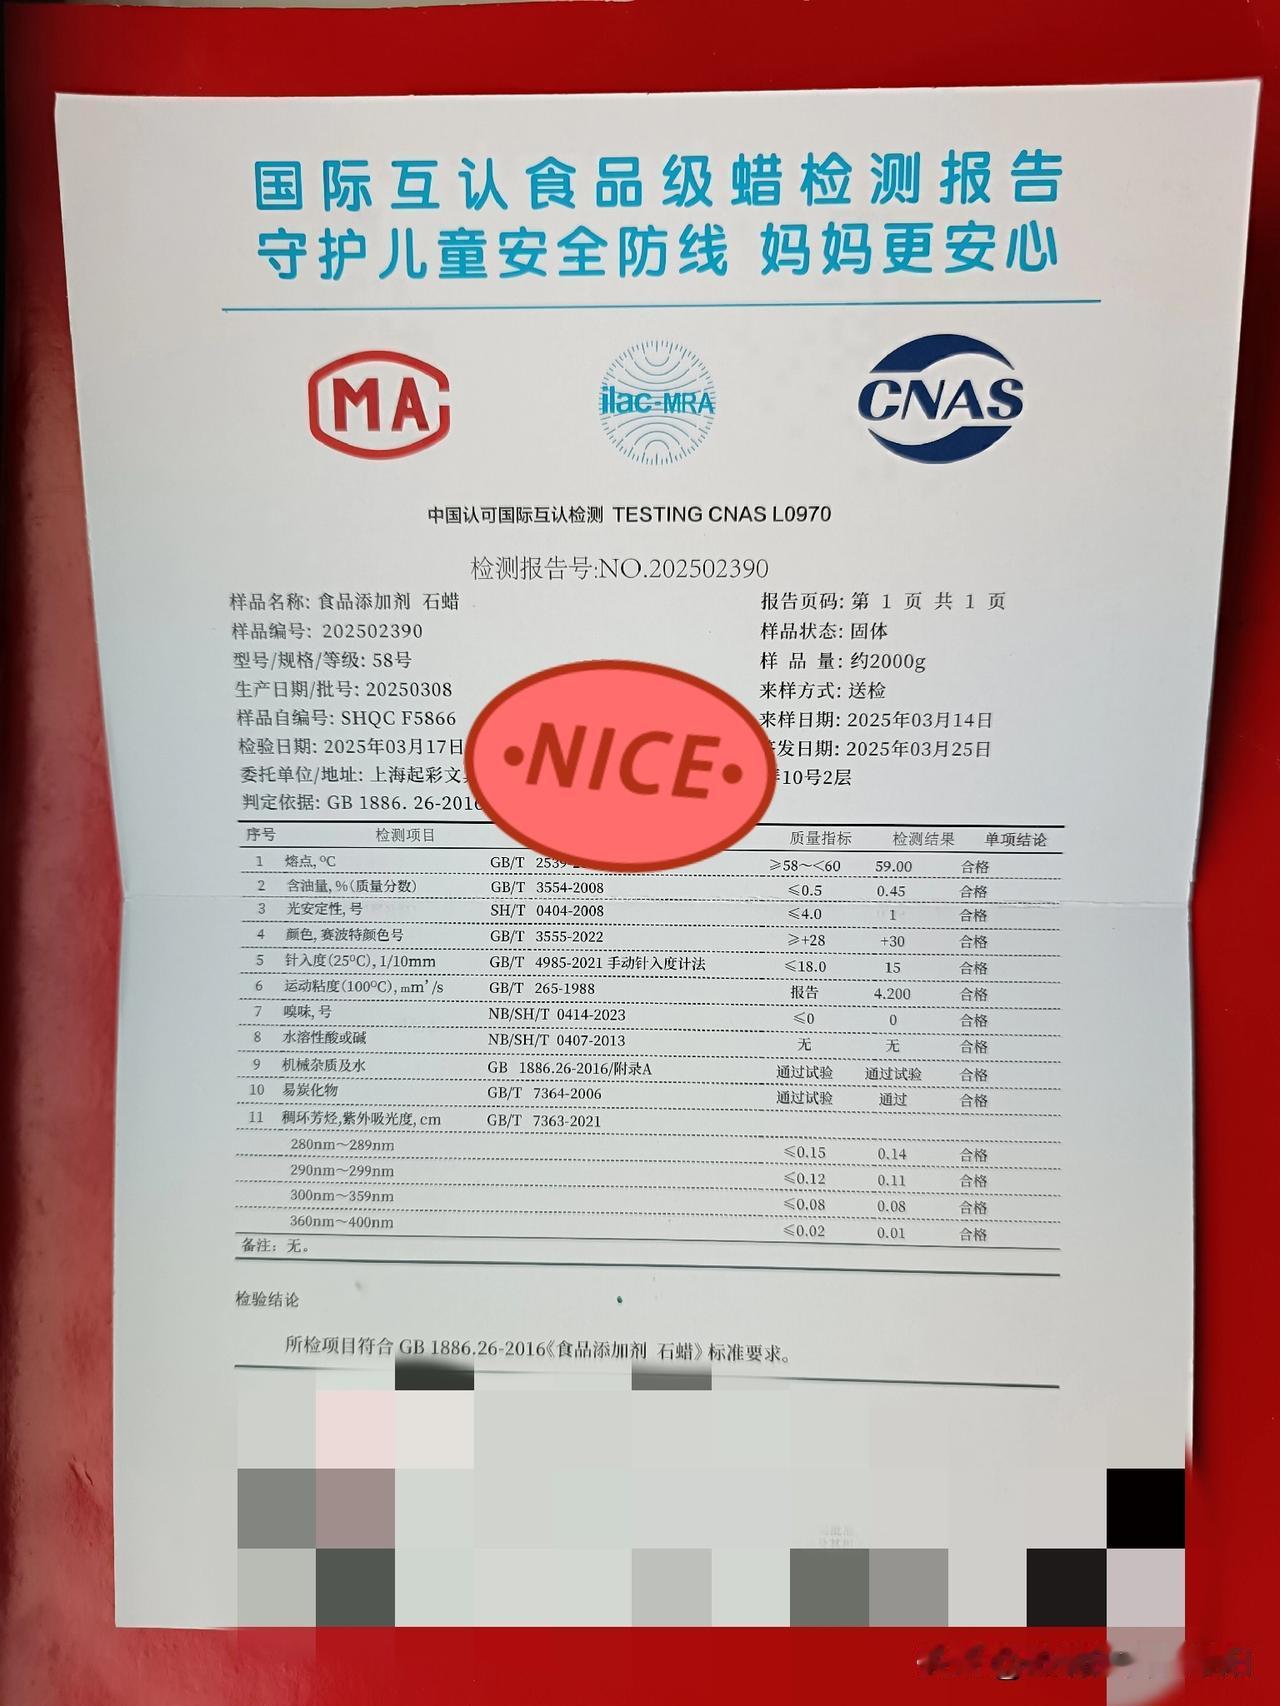 国际互认食品级蜡检测报告
守护儿童安全防线 妈妈更安心
MA
ilac-MRA
CNAS
中国认可国际互认检测 TESTING CNAS L0970
检测报告号:NO.202502390
样品名称: 食品添加剂 石蜡 报告页码: 第 1 页 共 1 页
样品编号: 202502390 样品状态: 固体
型号/规格/等级: 58号 样 品 量: 约2000g
生产日期/批号: 20250308 来样方式: 送检
样品自编号: SHQC F5866 来样日期: 2025年03月14日
检验日期: 2025年03月17日 发日期: 2025年03月25日
委托单位/地址: 上海起彩文 10号2层
判定依据: GB 1886. 26-2016
•NICE•
序号 检测项目 质量指标 检测结果 单项结论
1 熔点,℃ GB/T 2539 ≥58～<60 59.00 合格
2 含油量,%(质量分数) GB/T 3554-2008 ≤0.5 0.45 合格
3 光安定性,号 SH/T 0404-2008 ≤4.0 1 合格
4 颜色,赛波特颜色号 GB/T 3555-2022 ≥+28 +30 合格
5 针入度(25℃),1/10mm GB/T 4985-2021 手动针入度计法 ≤18.0 15 合格
6 运动粘度(100℃),mm²/s GB/T 265-1988 报告 4.200 合格
7 嗅味,号 NB/SH/T 0414-2023 ≤0 0 合格
8 水溶性酸或碱 NB/SH/T 0407-2013 无 无 合格
9 机械杂质及水 GB 1886.26-2016/附录A 通过试验 通过试验 合格
10 易炭化物 GB/T 7364-2006 通过试验 通过 合格
11 稠环芳烃,紫外吸光度,cm GB/T 7363-2021
280nm～289nm ≤0.15 0.14 合格
290nm～299nm ≤0.12 0.11 合格
300nm～359nm ≤0.08 0.08 合格
360nm～400nm ≤0.02 0.01 合格
备注: 无。
检验结论
所检项目符合 GB 1886.26-2016《食品添加剂 石蜡》标准要求。